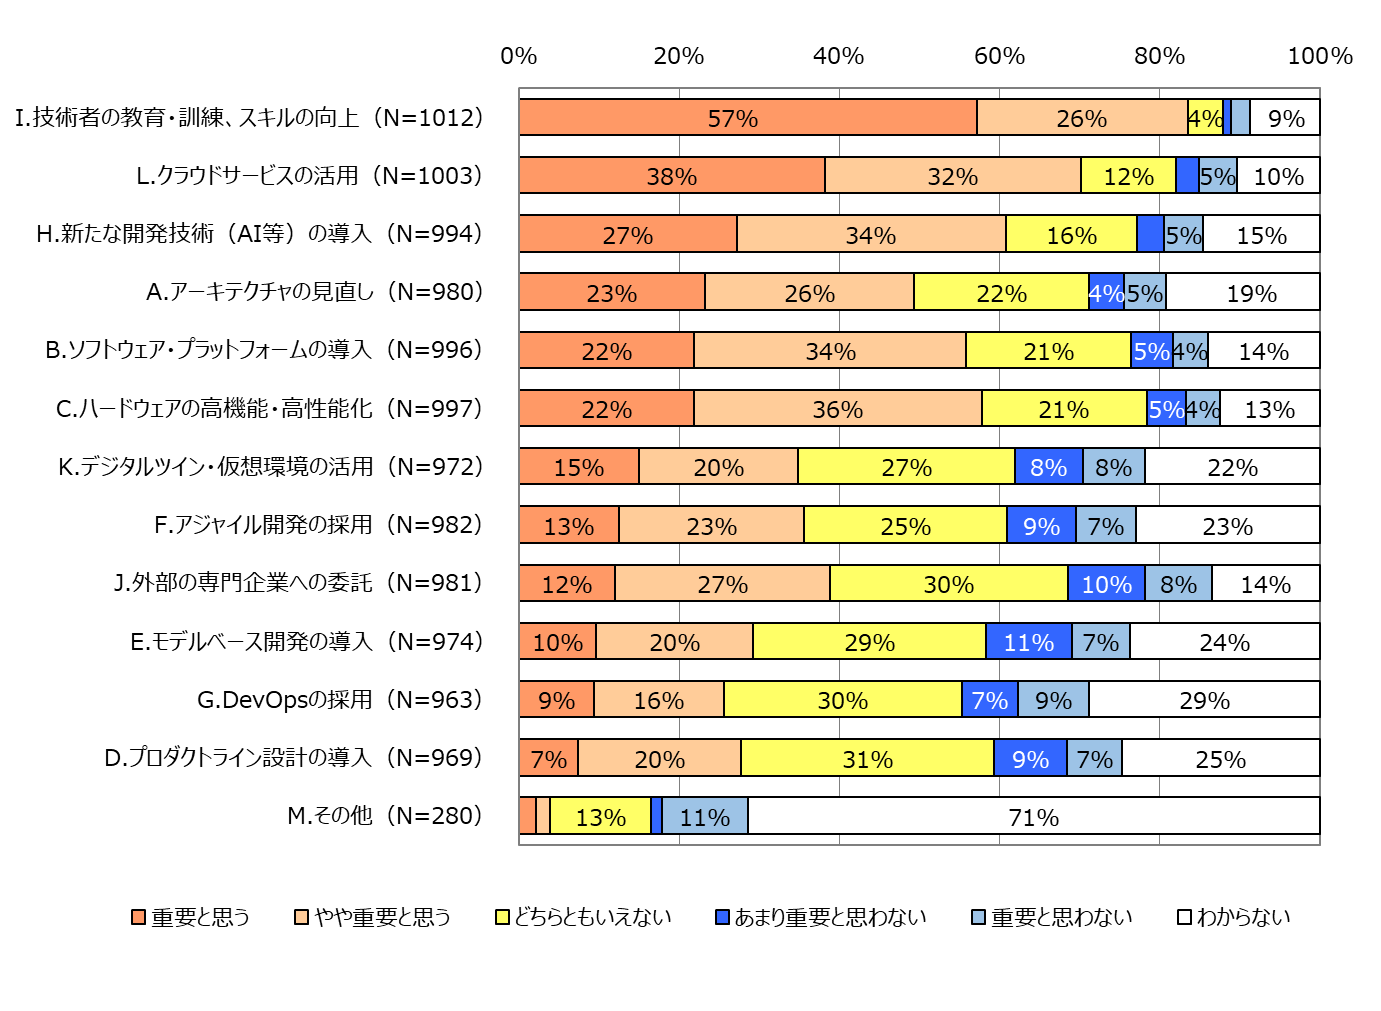 0% 20% 40% 60% 80% 100%
I.技術者の教育・訓練、スキルの向上（N=1012） 57% 26% 4% 9%
L.クラウドサービスの活用（N=1003） 38% 32% 12% 5% 10%
H.新たな開発技術（AI等）の導入（N=994） 27% 34% 16% 5% 15%
A.アーキテクチャの見直し（N=980） 23% 26% 22% 4% 5% 19%
B.ソフトウェア・プラットフォームの導入（N=996） 22% 34% 21% 5% 4% 14%
C.ハードウェアの高機能・高性能化（N=997） 22% 36% 21% 5% 4% 13%
K.デジタルツイン・仮想環境の活用（N=972） 15% 20% 27% 8% 8% 22%
F.アジャイル開発の採用（N=982） 13% 23% 25% 9% 7% 23%
J.外部の専門企業への委託（N=981） 12% 27% 30% 10% 8% 14%
E.モデルベース開発の導入（N=974） 10% 20% 29% 11% 7% 24%
G.DevOpsの採用（N=963） 9% 16% 30% 7% 9% 29%
D.プロダクトライン設計の導入（N=969） 7% 20% 31% 9% 7% 25%
M.その他（N=280） 13% 11% 71%
重要と思う やや重要と思う どちらともいえない あまり重要と思わない 重要と思わない わからない